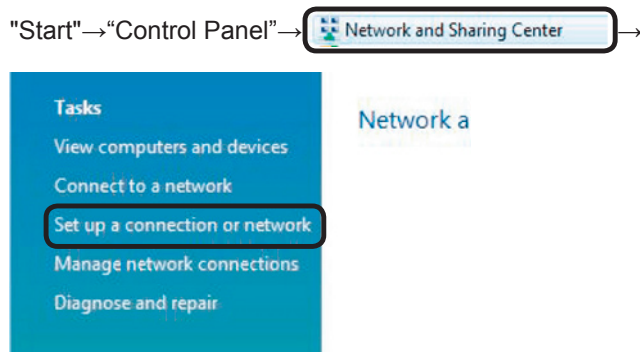 "Start"→“Control Panel”→ Network and Sharing Center →
Tasks
Network a
View computers and devices
Connect to a network
Set up a connection or network
Manage network connections
Diagnose and repair